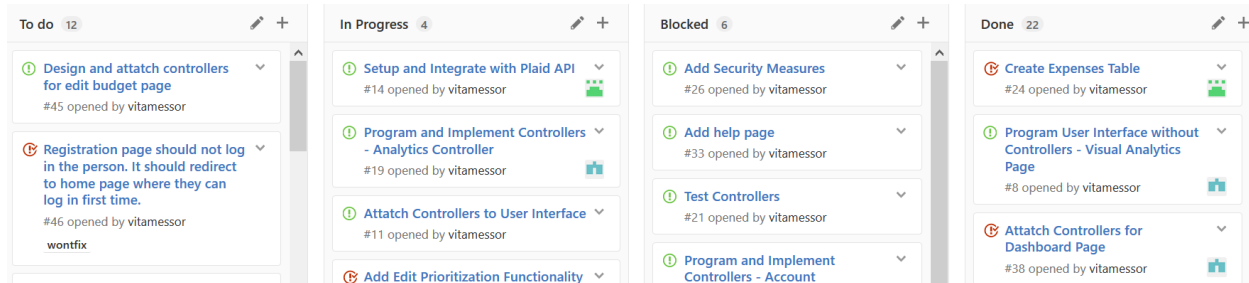 To do 12
Design and attatch controllers
for edit budget page
#45 opened by vitamessor
Registration page should not log
in the person. It should redirect
to home page where they can
log in first time.
#46 opened by vitamessor
wontfix
In Progress 4
Setup and Integrate with Plaid API
#14 opened by vitamessor
Program and Implement Controllers
- Analytics Controller
#19 opened by vitamessor
Attatch Controllers to User Interface
#11 opened by vitamessor
Add Edit Prioritization Functionality
Blocked 6
Add Security Measures
#26 opened by vitamessor
Add help page
#33 opened by vitamessor
Test Controllers
#21 opened by vitamessor
Program and Implement
Controllers - Account
Done 22
Create Expenses Table
#24 opened by vitamessor
Program User Interface without
Controllers - Visual Analytics
Page
#8 opened by vitamessor
Attatch Controllers for
Dashboard Page
#38 opened by vitamessor